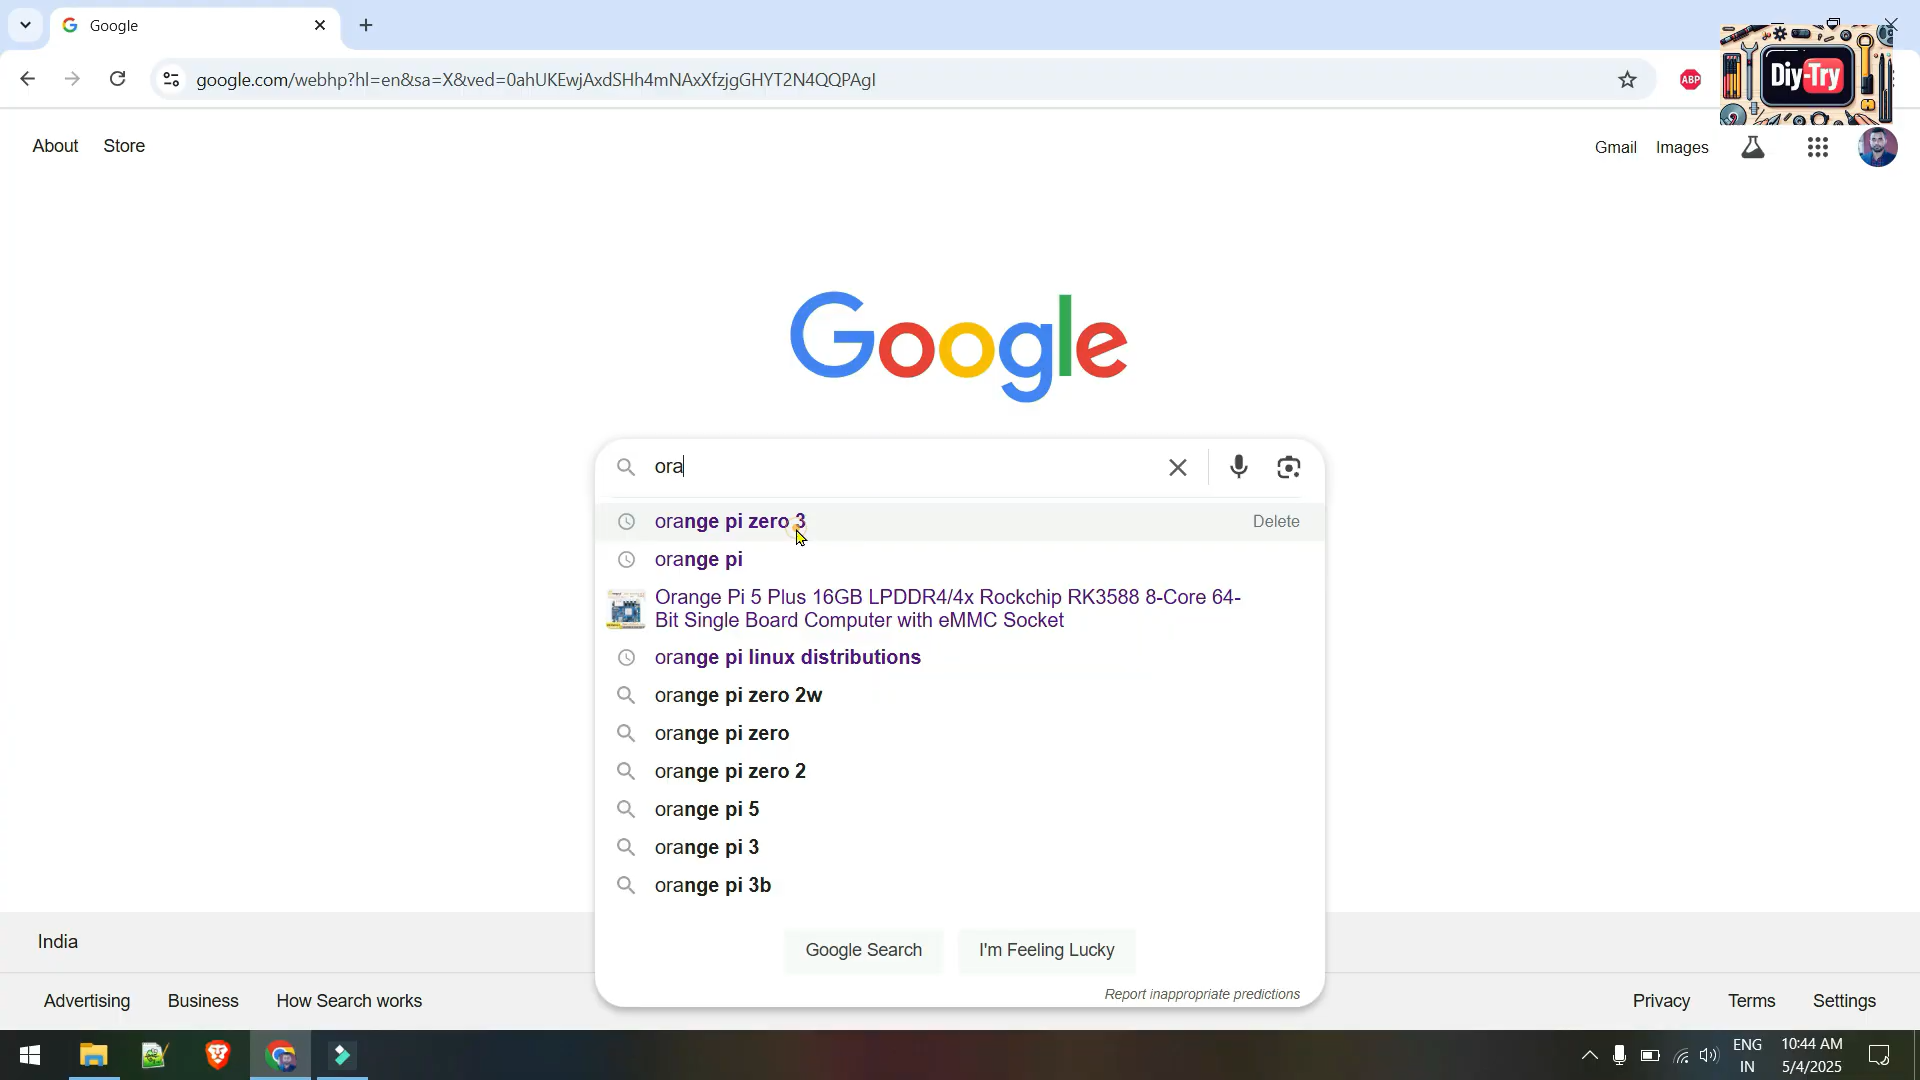 Google
google.com/webhp?hl=en&sa=X&ved=0ahUKEwjAxdSHh4mNAxXfzjgGHYT2N4QQPAgI
ABP
Diy-Try
About Store
Gmail Images
Google
ora
orange pi zero 3 Delete
orange pi
Orange Pi 5 Plus 16GB LPDDR4/4x Rockchip RK3588 8-Core 64-
Bit Single Board Computer with eMMC Socket
orange pi linux distributions
orange pi zero 2w
orange pi zero
orange pi zero 2
orange pi 5
orange pi 3
orange pi 3b
Google Search I'm Feeling Lucky
Report inappropriate predictions
India
Advertising Business How Search works
Privacy Terms Settings
ENG 10:44 AM
IN 5/4/2025